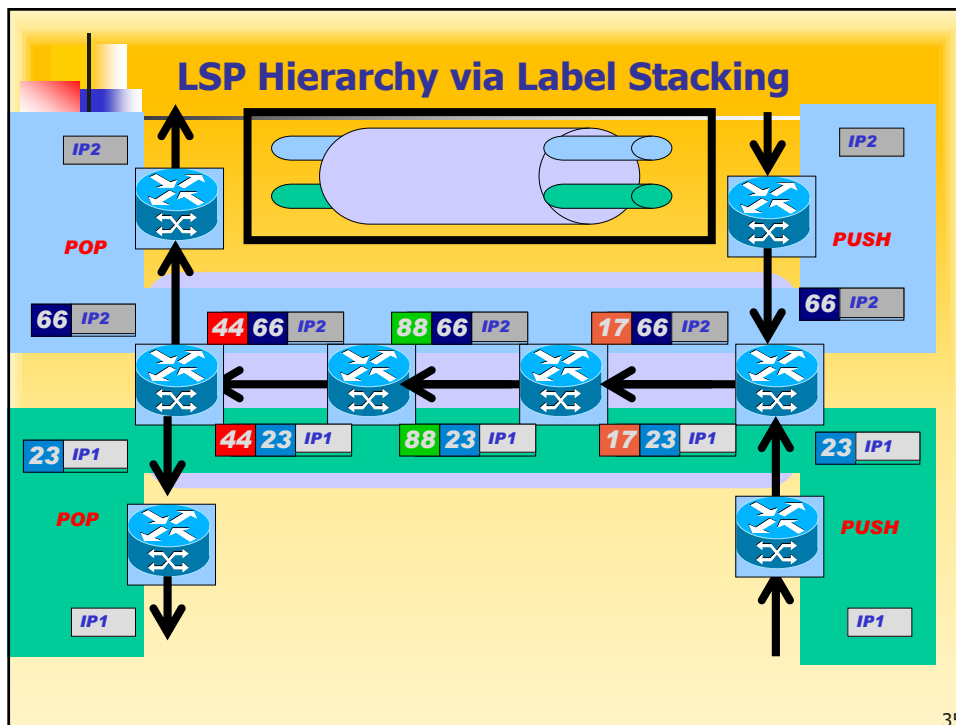 LSP Hierarchy via Label Stacking
IP2
IP2
POP
PUSH
66 IP2
44 66 IP2
88 66 IP2
17 66 IP2
66 IP2
23 IP1
44 23 IP1
88 23 IP1
17 23 IP1
23 IP1
POP
PUSH
IP1
IP1
35